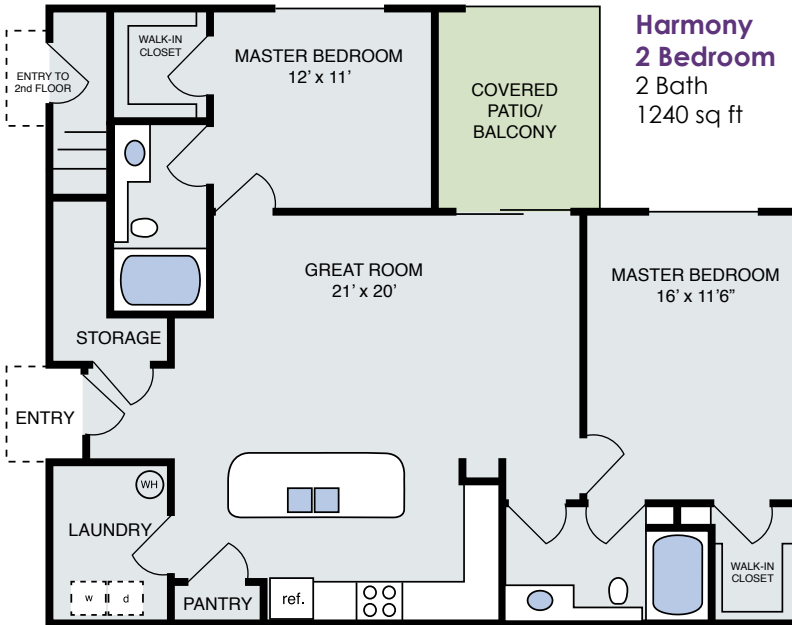 Harmony
2 Bedroom
2 Bath
1240 sq ft
WALK-IN
CLOSET
MASTER BEDROOM
12’ x 11’
ENTRY TO
2nd FLOOR
COVERED
PATIO/
BALCONY
GREAT ROOM
21’ x 20’
MASTER BEDROOM
16’ x 11’6”
STORAGE
ENTRY
WH
LAUNDRY
w d
PANTRY
ref.
WALK-IN
CLOSET